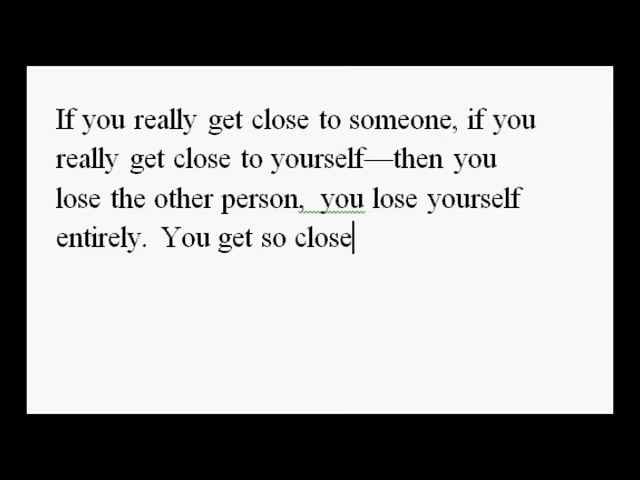 If you really get close to someone, if you
really get close to yourself—then you
lose the other person,  you lose yourself
entirely.  You get so close